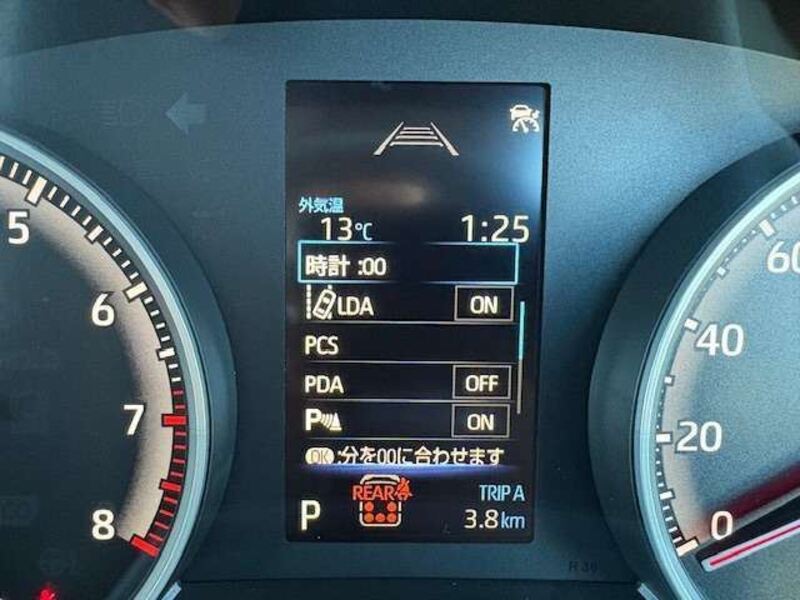 外気温
13℃ 1:25
時計 :00
LDA ON
PCS
PDA OFF
P ON
OK :分を00に合わせます
REAR
TRIP A
P 3.8km
5
6
7
8
60
40
20
0